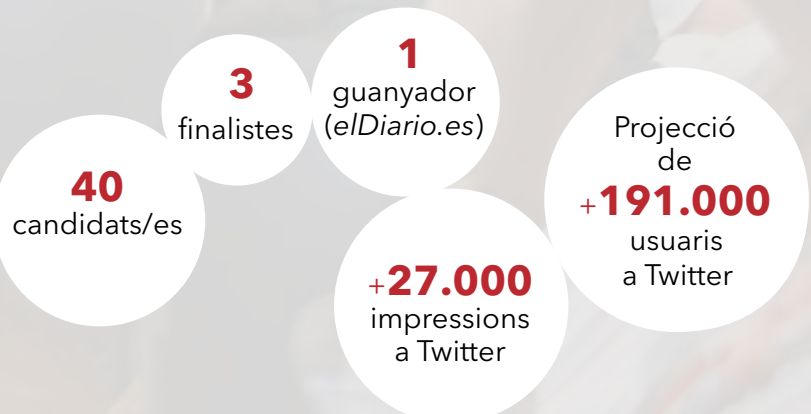 40
candidats/es
3
finalistes
1
guanyador
(elDiario.es)
+27.000
impressions
a Twitter
Projecció
de
+191.000
usuaris
a Twitter